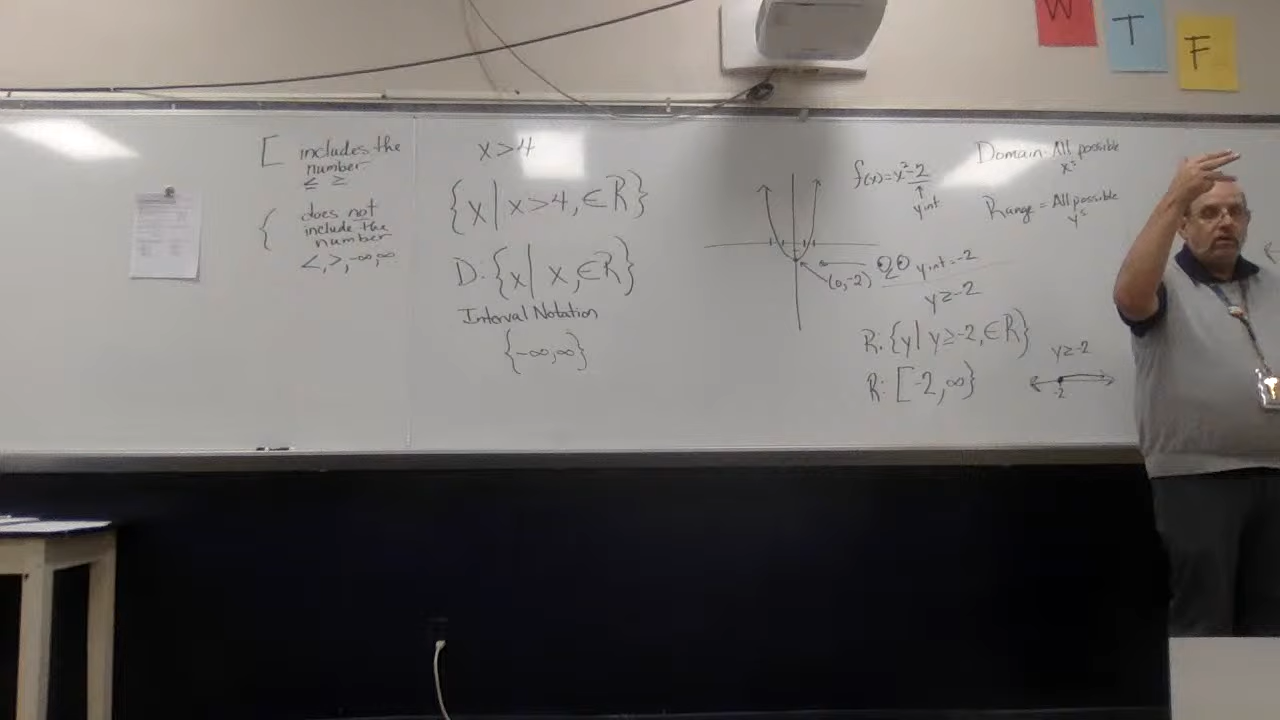 W
T
F
[ includes the
number
≤ ≥
{ does not
include the
number
<, >, -∞, ∞
x>4
{x| x>4, ∈R}
D: {x| x, ∈R}
Interval Notation
{-∞, ∞}
f(x)=x²-2
y int
(0,-2)
y int=-2
y≥-2
R: {y| y≥-2, ∈R}
R: [-2, ∞}
Domain- All possible
x's
Range = All possible
y's
y≥-2
-2